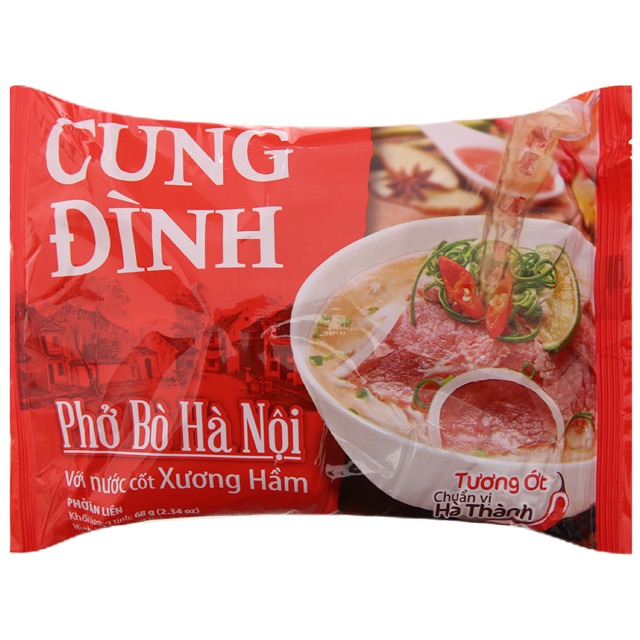 CUNG
ĐÌNH
Phở Bò Hà Nội
Với nước cốt Xương Hầm
PHỞ ĂN LIỀN
Khối lượng tịnh: 68 g (2.34 oz)
Tương Ớt
Chuẩn vị
Hà Thành